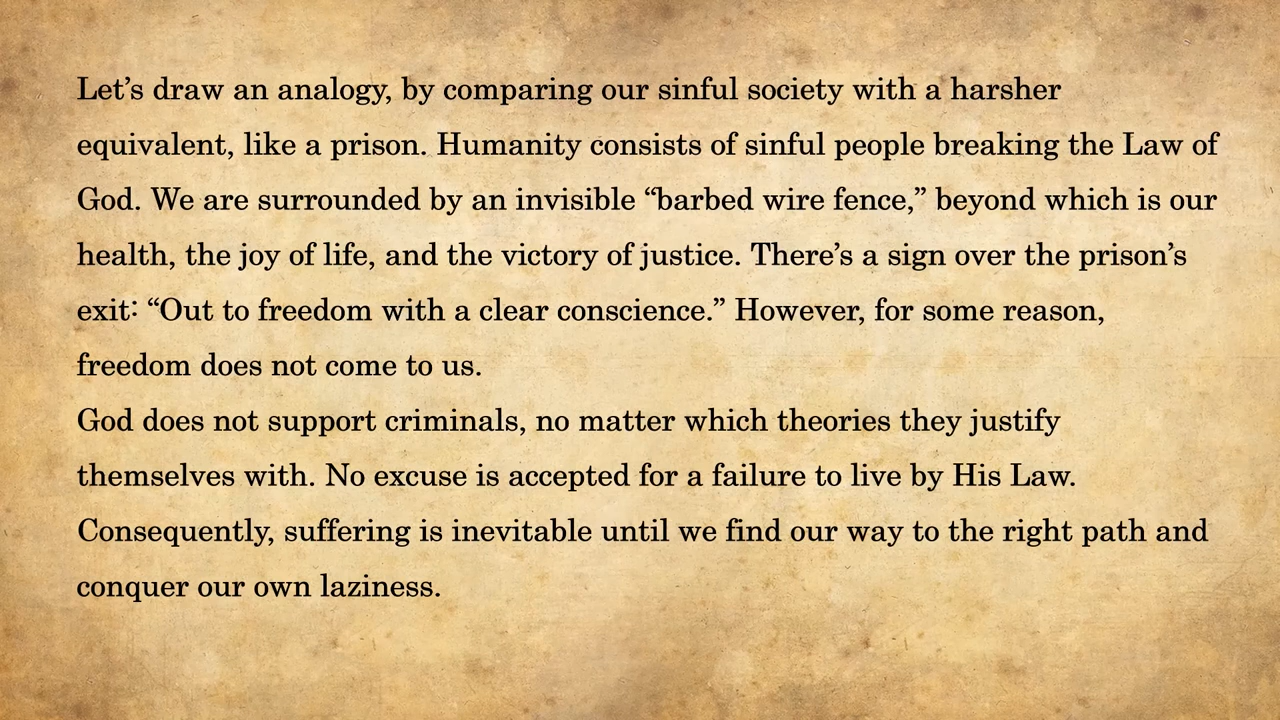 Let’s draw an analogy, by comparing our sinful society with a harsher
equivalent, like a prison. Humanity consists of sinful people breaking the Law of
God. We are surrounded by an invisible “barbed wire fence,” beyond which is our
health, the joy of life, and the victory of justice. There’s a sign over the prison’s
exit: “Out to freedom with a clear conscience.” However, for some reason,
freedom does not come to us.
God does not support criminals, no matter which theories they justify
themselves with. No excuse is accepted for a failure to live by His Law.
Consequently, suffering is inevitable until we find our way to the right path and
conquer our own laziness.